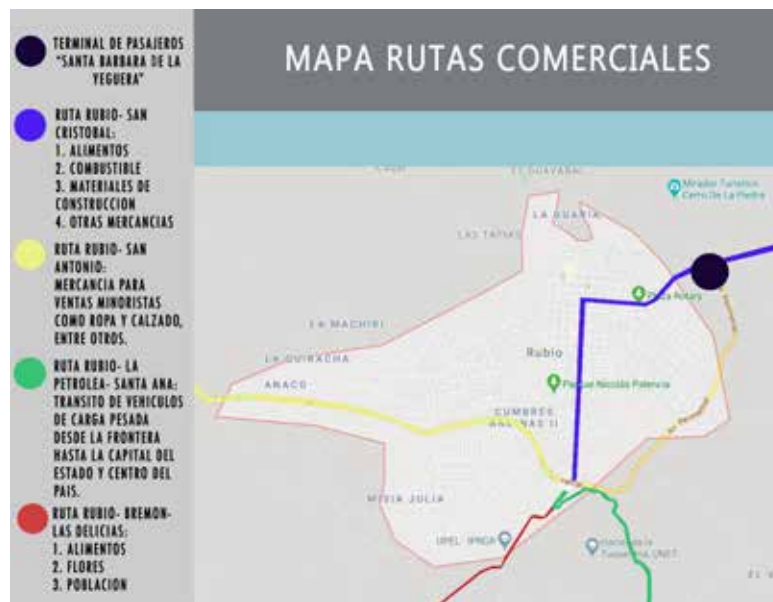 TERMINAL DE PASAJEROS
"SANTA BARBARA DE LA
YEGUERA"
RUTA RUBIO- SAN
CRISTOBAL:
1. ALIMENTOS
2. COMBUSTIBLE
3. MATERIALES DE
CONSTRUCCION
4. OTRAS MERCANCIAS
RUTA RUBIO- SAN
ANTONIO:
MERCANCIA PARA
VENTAS MINORISTAS
COMO ROPA Y CALZADO,
ENTRE OTROS.
RUTA RUBIO- LA
PETROLEA- SANTA ANA:
TRANSITO DE VEHICULOS
DE CARGA PESADA
DESDE LA FRONTERA
HASTA LA CAPITAL DEL
ESTADO Y CENTRO DEL
PAIS.
RUTA RUBIO- BREMON-
LAS DELICIAS:
1. ALIMENTOS
2. FLORES
3. POBLACION
MAPA RUTAS COMERCIALES
EL GUAYABAL
Mirador Turístico
Cerro De La Piedra
LA GUARIA
LAS TAPIAS
Plaza Rotary
LA MACHIRI
Rubio
LA QUIRACHA
ANACO
Parque Nicolás Palencia
CUMBRES
ANDINAS II
MISIA JULIA
UPEL IPRGR
UNET